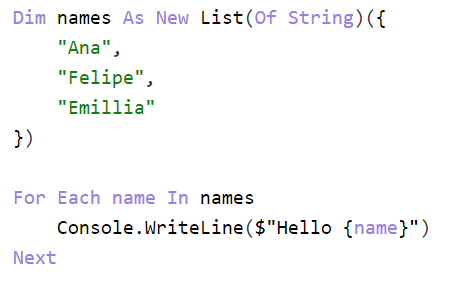 Dim names As New List(Of String)({
    "Ana",
    "Felipe",
    "Emillia"
})

For Each name In names
    Console.WriteLine($"Hello {name}")
Next